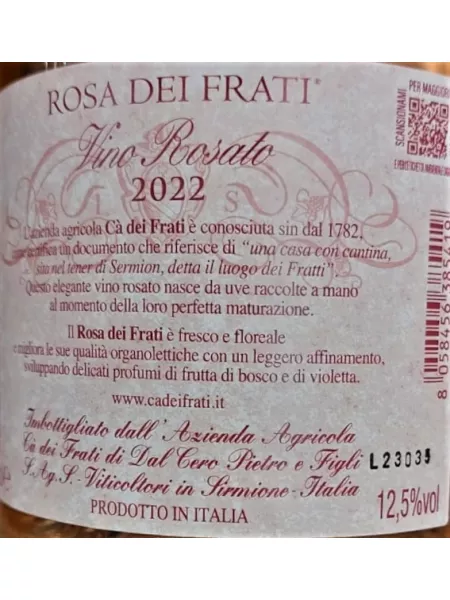 ROSA DEI FRATI®
Vino Rosato
2022
L'azienda agricola Cà dei Frati è conosciuta sin dal 1782,
un documento che riferisce di "una casa con cantina,
sita nel tener di Sermion, detta il luogo dei Fratti".
Questo elegante vino rosato nasce da uve raccolte a mano
al momento della loro perfetta maturazione.
Il Rosa dei Frati è fresco e floreale
e migliora le sue qualità organolettiche con un leggero affinamento,
sviluppando delicati profumi di frutta di bosco e di violetta.
www.cadeifrati.it
Imbottigliato dall'Azienda Agricola
Cà dei Frati di Dal Cero Pietro e Figli
S.Ag.S.-Viticoltori in Sirmione-Italia
PRODOTTO IN ITALIA
L23035
12,5%vol
SCANSIONAMI
PER MAGGIORI